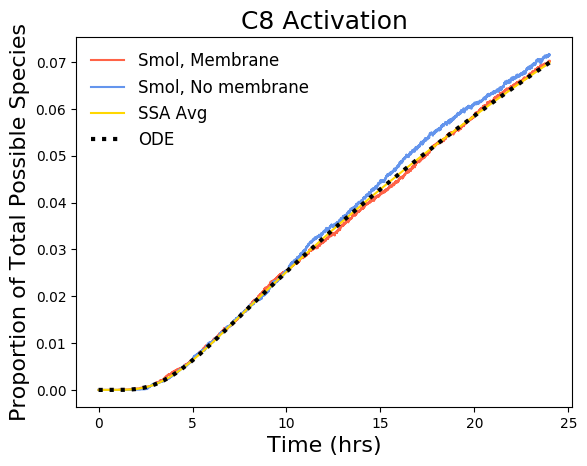 C8 Activation
Proportion of Total Possible Species
0.07
0.06
0.05
0.04
0.03
0.02
0.01
0.00
Smol, Membrane
Smol, No membrane
SSA Avg
ODE
0
5
10
15
20
25
Time (hrs)